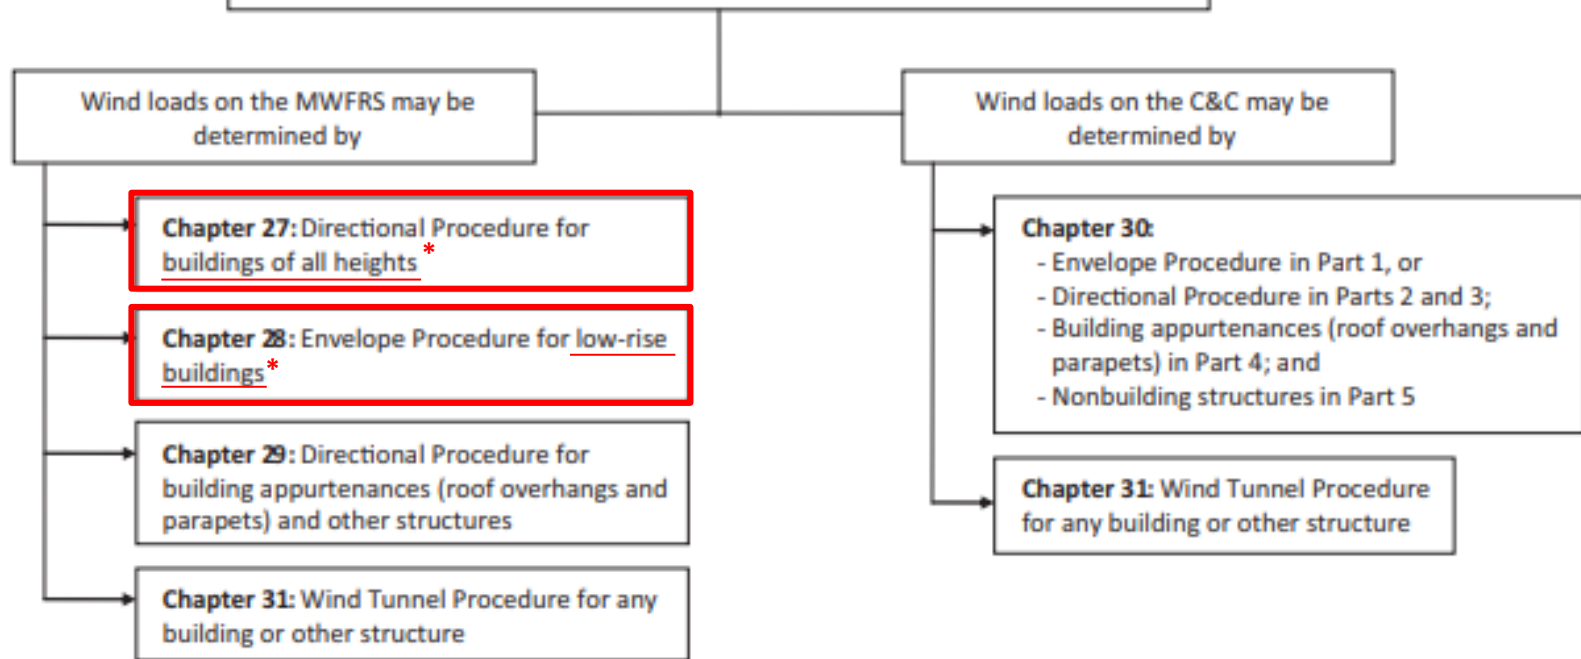 Wind loads on the MWFRS may be
determined by
Chapter 27: Directional Procedure for
buildings of all heights *
Chapter 28: Envelope Procedure for low-rise
buildings *
Chapter 29: Directional Procedure for
building appurtenances (roof overhangs and
parapets) and other structures
Chapter 31: Wind Tunnel Procedure for any
building or other structure
Wind loads on the C&C may be
determined by
Chapter 30:
- Envelope Procedure in Part 1, or
- Directional Procedure in Parts 2 and 3;
- Building appurtenances (roof overhangs and
parapets) in Part 4; and
- Nonbuilding structures in Part 5
Chapter 31: Wind Tunnel Procedure
for any building or other structure